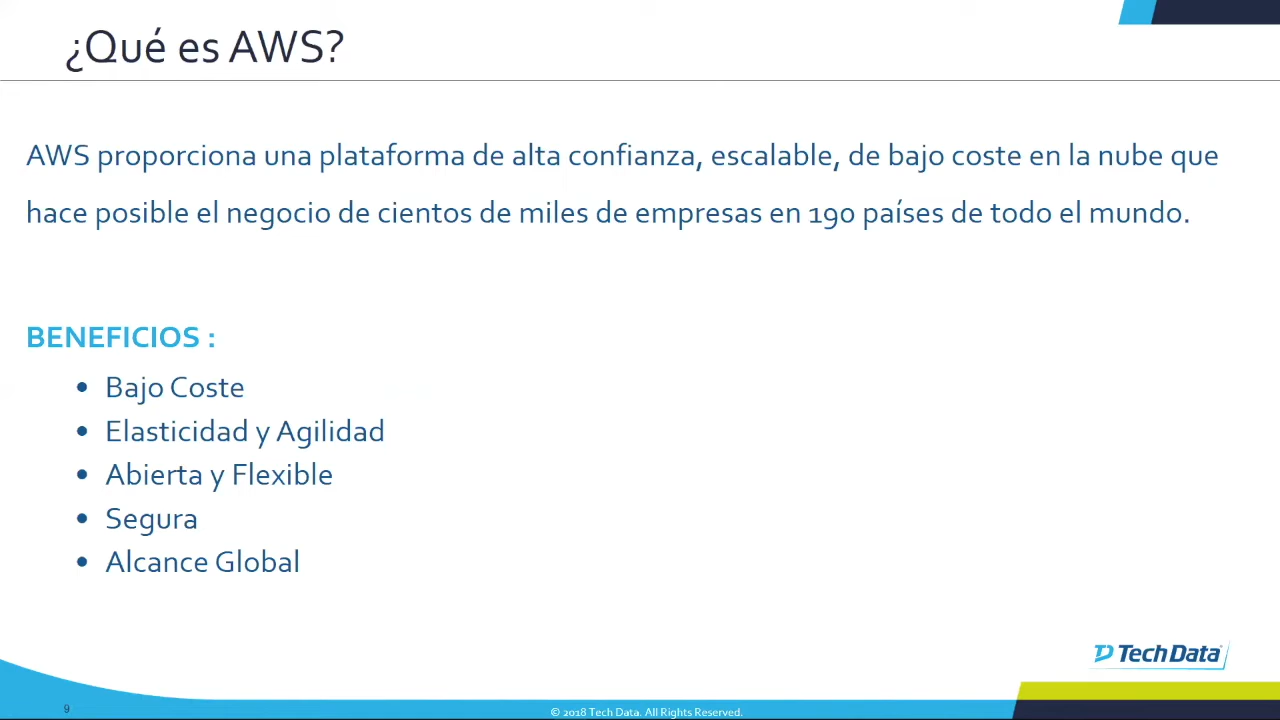 ¿Qué es AWS?
AWS proporciona una plataforma de alta confianza, escalable, de bajo coste en la nube que
hace posible el negocio de cientos de miles de empresas en 190 países de todo el mundo.
BENEFICIOS :
• Bajo Coste
• Elasticidad y Agilidad
• Abierta y Flexible
• Segura
• Alcance Global
Tech Data
9
© 2018 Tech Data. All Rights Reserved.